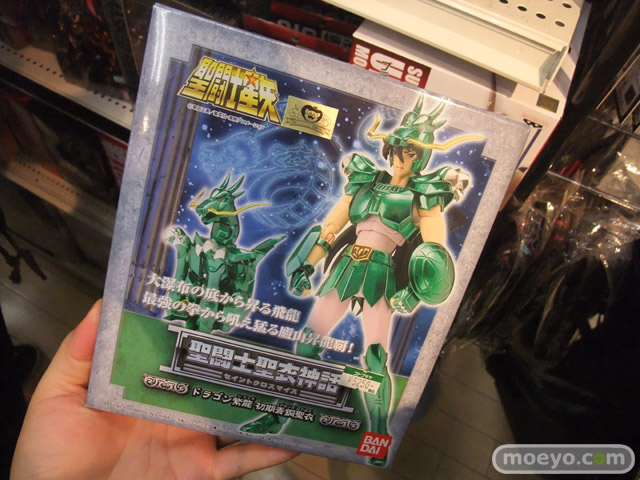 聖闘士星矢
大瀑布の底から昇る飛龍
最強の拳から吼え猛る廬山昇龍覇!
聖闘士聖衣神話
セイントクロスマイス
ドラゴン紫龍 初期青銅聖衣
BAN
DAI
moeyo.com